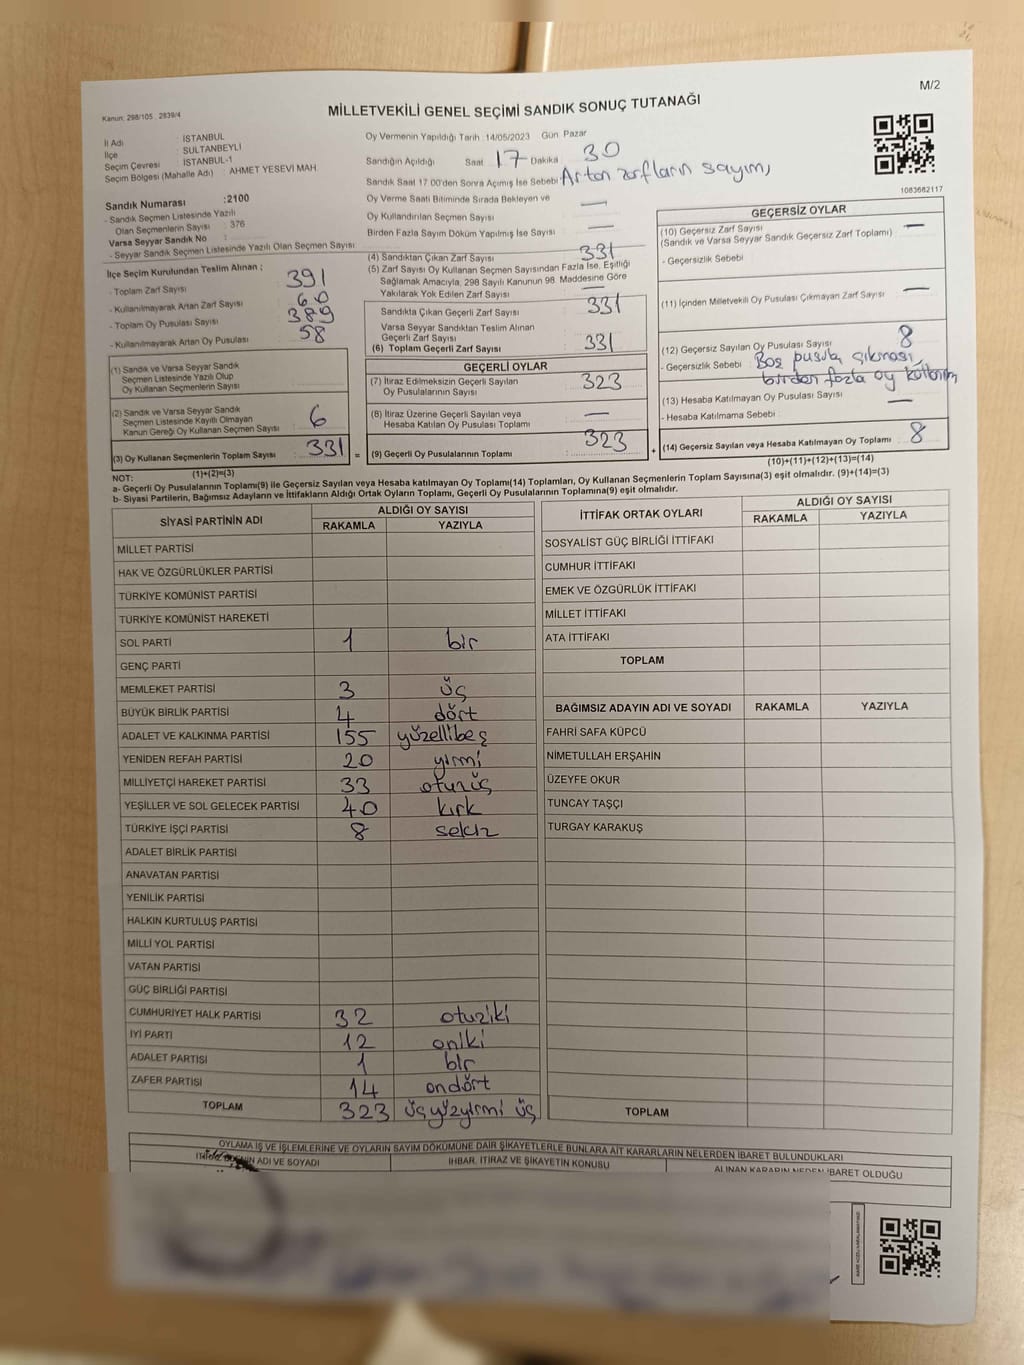 M/2
Kanun: 298/105, 2839/4
MİLLETVEKİLİ GENEL SEÇİMİ SANDIK SONUÇ TUTANAĞI
İl Adı : İSTANBUL
İlçe : SULTANBEYLİ
Seçim Çevresi : İSTANBUL-1
Seçim Bölgesi (Mahalle Adı) : AHMET YESEVİ MAH.
Oy Vermenin Yapıldığı Tarih 14/05/2023 Gün Pazar
Sandığın Açıldığı Saat 17 Dakika 30
Sandık Saat 17.00'den Sonra Açılmış İse Sebebi Artan zarfların sayımı
1083682117
Sandık Numarası :2100
- Sandık Seçmen Listesinde Yazılı Olan Seçmenlerin Sayısı : 376
Varsa Seyyar Sandık No
- Seyyar Sandık Seçmen Listesinde Yazılı Olan Seçmen Sayısı
İlçe Seçim Kurulundan Teslim Alınan ;
- Toplam Zarf Sayısı 391
- Kullanılmayarak Artan Zarf Sayısı 60
- Toplam Oy Pusulası Sayısı 389
- Kullanılmayarak Artan Oy Pusulası 58
(1) Sandık ve Varsa Seyyar Sandık
Seçmen Listesinde Yazılı Olup
Oy Kullanan Seçmenlerin Sayısı
(2) Sandık ve Varsa Seyyar Sandık
Seçmen Listesinde Kayıtlı Olmayan
Kanun Gereği Oy Kullanan Seçmen Sayısı : 6
(3) Oy Kullanan Seçmenlerin Toplam Sayısı 331
(1)+(2)=(3)
Oy Verme Saati Bitiminde Sırada Bekleyen ve
Oy Kullandırılan Seçmen Sayısı —
Birden Fazla Sayım Döküm Yapılmış İse Sayısı —
(4) Sandıktan Çıkan Zarf Sayısı 331
(5) Zarf Sayısı Oy Kullanan Seçmen Sayısından Fazla İse, Eşitliği
Sağlamak Amacıyla, 298 Sayılı Kanunun 98. Maddesine Göre
Yakılarak Yok Edilen Zarf Sayısı —
Sandıkta Çıkan Geçerli Zarf Sayısı 331
Varsa Seyyar Sandıktan Teslim Alınan
Geçerli Zarf Sayısı
(6) Toplam Geçerli Zarf Sayısı 331
GEÇERLİ OYLAR
(7) İtiraz Edilmeksizin Geçerli Sayılan
Oy Pusulalarının Sayısı : 323
(8) İtiraz Üzerine Geçerli Sayılan veya
Hesaba Katılan Oy Pusulası Toplamı : —
= (9) Geçerli Oy Pusulalarının Toplamı : 323
GEÇERSİZ OYLAR
(10) Geçersiz Zarf Sayısı —
(Sandık ve Varsa Seyyar Sandık Geçersiz Zarf Toplamı)
- Geçersizlik Sebebi
(11) İçinden Milletvekili Oy Pusulası Çıkmayan Zarf Sayısı —
(12) Geçersiz Sayılan Oy Pusulası Sayısı 8
- Geçersizlik Sebebi : Boş pusula çıkması,
birden fazla oy kullanımı
(13) Hesaba Katılmayan Oy Pusulası Sayısı —
- Hesaba Katılmama Sebebi :
+ (14) Geçersiz Sayılan veya Hesaba Katılmayan Oy Toplamı : 8
(10)+(11)+(12)+(13)=(14)
NOT:
a- Geçerli Oy Pusulalarının Toplamı(9) ile Geçersiz Sayılan veya Hesaba katılmayan Oy Toplamı(14) Toplamları, Oy Kullanan Seçmenlerin Toplam Sayısına(3) eşit olmalıdır. (9)+(14)=(3)
b- Siyasi Partilerin, Bağımsız Adayların ve İttifakların Aldığı Ortak Oyların Toplamı, Geçerli Oy Pusulalarının Toplamına(9) eşit olmalıdır.
SİYASİ PARTİNİN ADI ALDIĞI OY SAYISI
RAKAMLA YAZIYLA
MİLLET PARTİSİ
HAK VE ÖZGÜRLÜKLER PARTİSİ
TÜRKİYE KOMÜNİST PARTİSİ
TÜRKİYE KOMÜNİST HAREKETİ
SOL PARTİ 1 bir
GENÇ PARTİ
MEMLEKET PARTİSİ 3 üç
BÜYÜK BİRLİK PARTİSİ 4 dört
ADALET VE KALKINMA PARTİSİ 155 yüzellibeş
YENİDEN REFAH PARTİSİ 20 yirmi
MİLLİYETÇİ HAREKET PARTİSİ 33 otuzüç
YEŞİLLER VE SOL GELECEK PARTİSİ 40 kırk
TÜRKİYE İŞÇİ PARTİSİ 8 sekiz
ADALET BİRLİK PARTİSİ
ANAVATAN PARTİSİ
YENİLİK PARTİSİ
HALKIN KURTULUŞ PARTİSİ
MİLLİ YOL PARTİSİ
VATAN PARTİSİ
GÜÇ BİRLİĞİ PARTİSİ
CUMHURİYET HALK PARTİSİ 32 otuziki
İYİ PARTİ 12 oniki
ADALET PARTİSİ 1 bir
ZAFER PARTİSİ 14 ondört
TOPLAM 323 üçyüzyirmi üç
İTTİFAK ORTAK OYLARI ALDIĞI OY SAYISI
RAKAMLA YAZIYLA
SOSYALİST GÜÇ BİRLİĞİ İTTİFAKI
CUMHUR İTTİFAKI
EMEK VE ÖZGÜRLÜK İTTİFAKI
MİLLET İTTİFAKI
ATA İTTİFAKI
TOPLAM
BAĞIMSIZ ADAYIN ADI VE SOYADI RAKAMLA YAZIYLA
FAHRİ SAFA KÜPCÜ
NİMETULLAH ERŞAHİN
ÜZEYFE OKUR
TUNCAY TAŞÇI
TURGAY KARAKUŞ
TOPLAM
OYLAMA İŞ VE İŞLEMLERİNE VE OYLARIN SAYIM DÖKÜMÜNE DAİR ŞİKAYETLERLE BUNLARA AİT KARARLARIN NELERDEN İBARET BULUNDUKLARI
ADI VE SOYADI İHBAR, İTİRAZ VE ŞİKAYETİN KONUSU ALINAN KARARIN NEDEN İBARET OLDUĞU